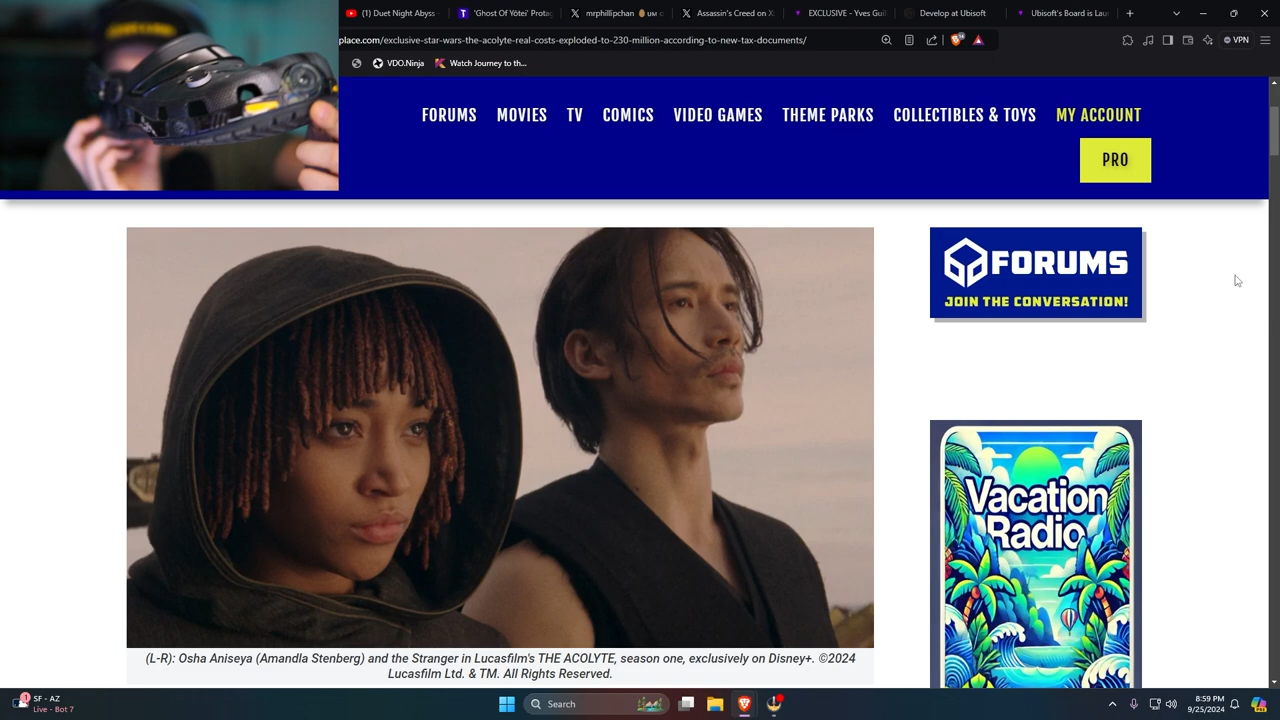 (1) Duet Night Abyss -
'Ghost Of Yōtei' Protag
mrphillipchan
Assassin's Creed on X
EXCLUSIVE - Yves Guil
Develop at Ubisoft
Ubisoft's Board is Lau
place.com/exclusive-star-wars-the-acolyte-real-costs-exploded-to-230-million-according-to-new-tax-documents/
VPN
VDO.Ninja
Watch Journey to th...
FORUMS
MOVIES
TV
COMICS
VIDEO GAMES
THEME PARKS
COLLECTIBLES & TOYS
MY ACCOUNT
PRO
FORUMS
JOIN THE CONVERSATION!
Vacation
Radio
(L-R): Osha Aniseya (Amandla Stenberg) and the Stranger in Lucasfilm's THE ACOLYTE, season one, exclusively on Disney+. ©2024
Lucasfilm Ltd. & TM. All Rights Reserved.
1
SF - AZ
Live - Bot 7
Search
8:59 PM
9/25/2024